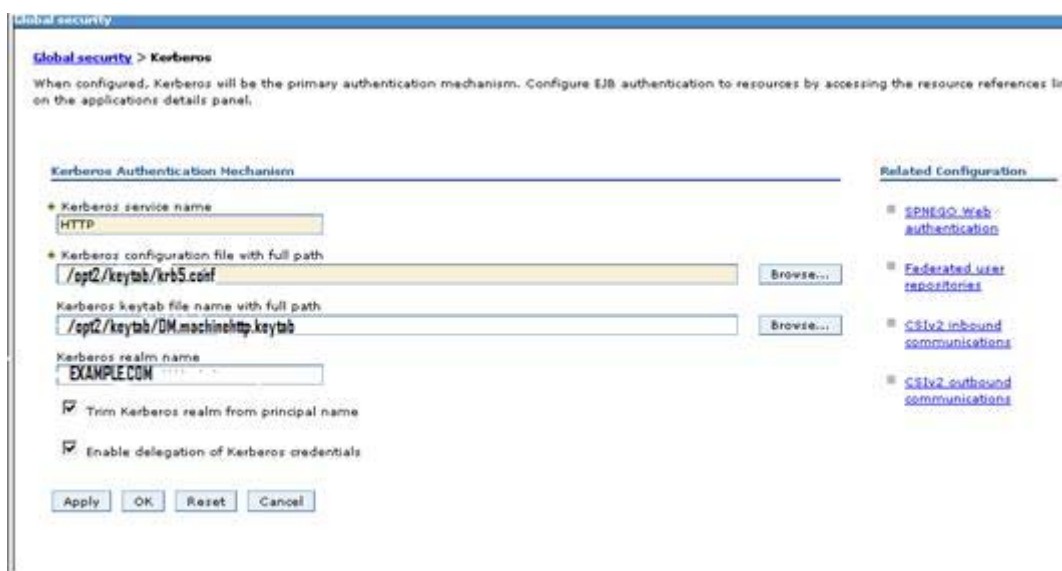 Global security
Global security > Kerberos
When configured, Kerberos will be the primary authentication mechanism. Configure EJB authentication to resources by accessing the resource references
on the applications details panel.
Kerberos Authentication Mechanism
Kerberos service name
HTTP
Kerberos configuration file with full path
/opt2/keytab/krb5.conf
Browse...
Kerberos keytab file name with full path
/opt2/keytab/DM.machinehttp.keytab
Browse...
Kerberos realm name
EXAMPLE.COM
Trim Kerberos realm from principal name
Enable delegation of Kerberos credentials
Apply OK Reset Cancel
Related Configuration
SPNEGO Web
authentication
Federated user
repositories
CSIv2 inbound
communications
CSIv2 outbound
communications